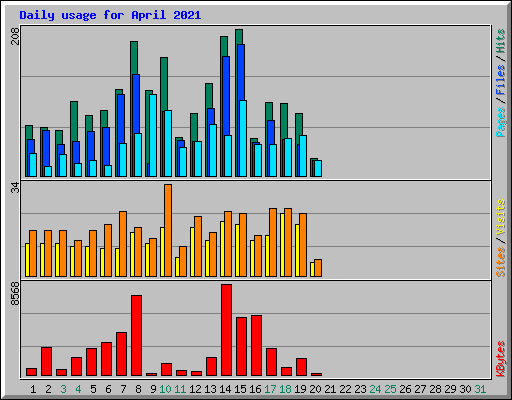 Daily usage for April 2021
208
Pages / Files / Hits
34
Sites / Visits
8568
KBytes
1 2 3 4 5 6 7 8 9 10 11 12 13 14 15 16 17 18 19 20 21 22 23 24 25 26 27 28 29 30 31